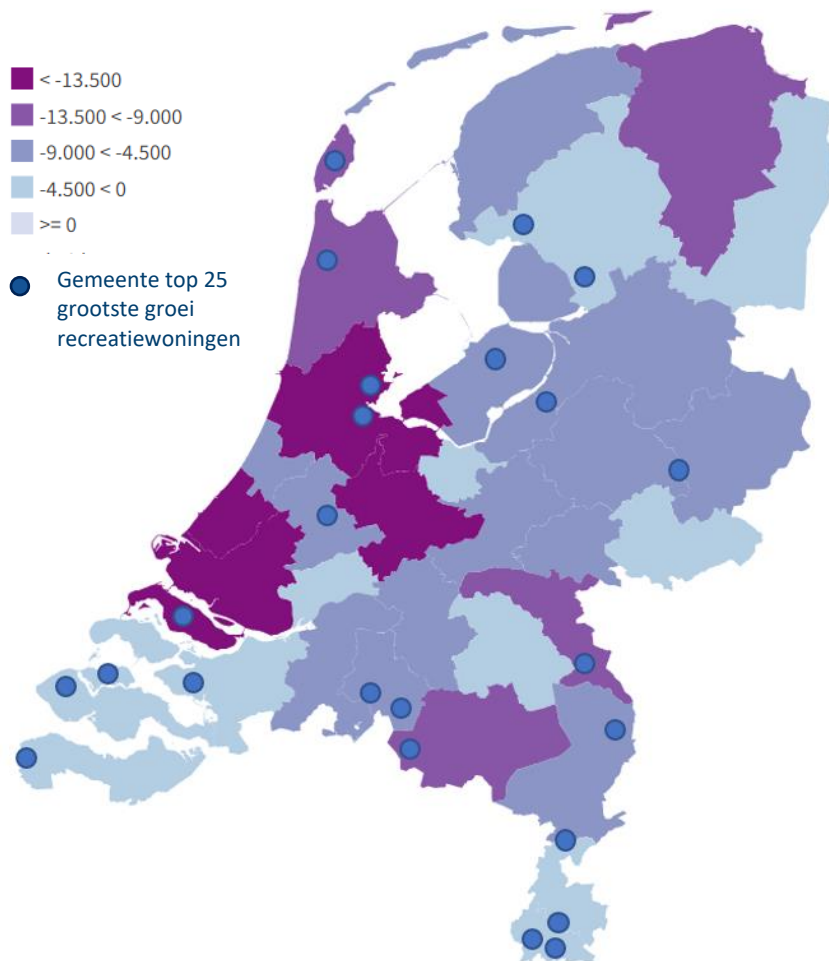 < -13.500
-13.500 < -9.000
-9.000 < -4.500
-4.500 < 0
>= 0
Gemeente top 25
grootste groei
recreatiewoningen